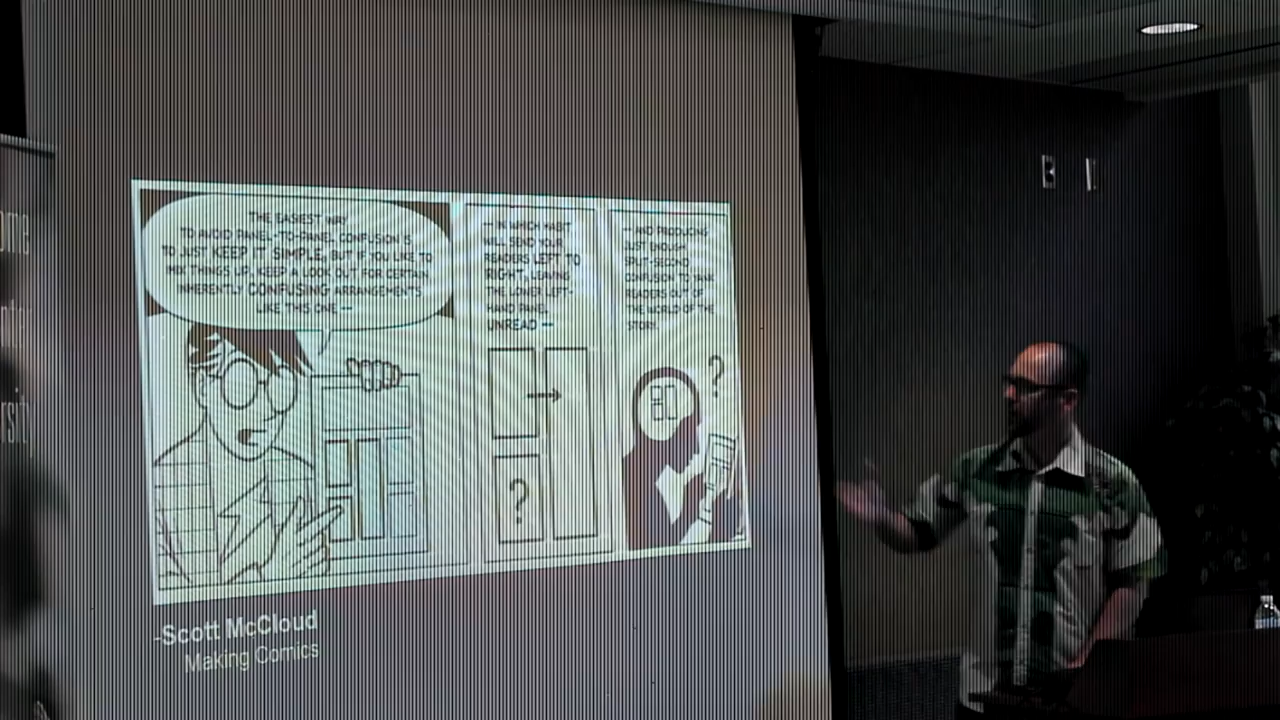 THE EASIEST WAY
TO AVOID PANEL-TO-PANEL CONFUSION IS
TO JUST KEEP IT SIMPLE, BUT IF YOU LIKE TO
MIX THINGS UP, KEEP A LOOK OUT FOR CERTAIN
INHERENTLY CONFUSING ARRANGEMENTS
LIKE THIS ONE --
-- IN WHICH HABIT
WILL SEND YOUR
READERS LEFT TO
RIGHT, LEAVING
THE LOWER LEFT-
HAND PANEL
UNREAD --
?
-- AND PRODUCING
JUST ENOUGH
SPLIT-SECOND
CONFUSION TO YANK
READERS OUT OF
THE WORLD OF THE
STORY.
?
-Scott McCloud
Making Comics